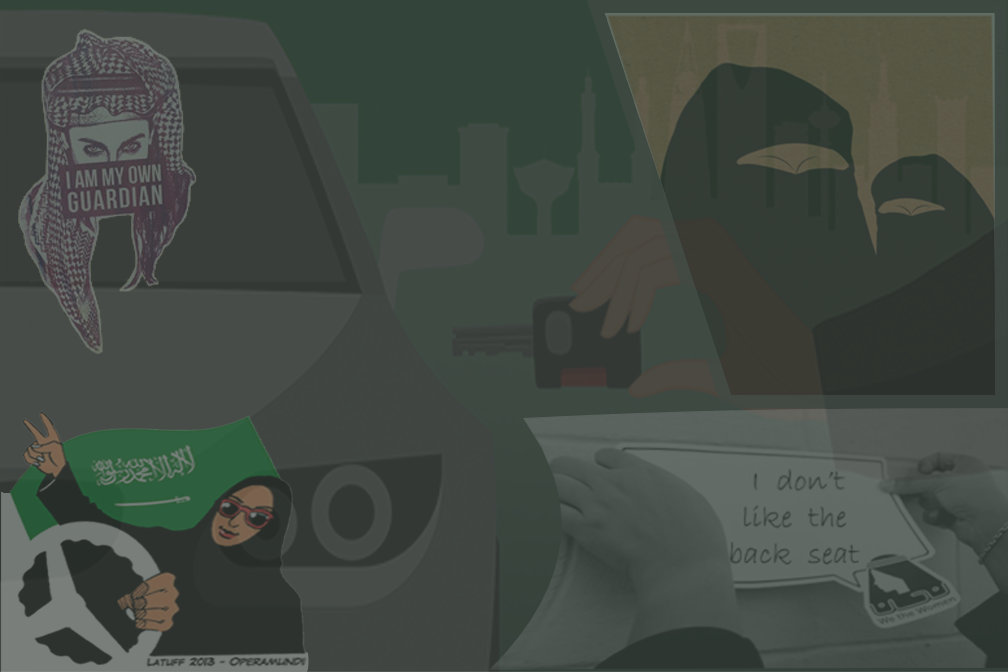 I AM MY OWN
GUARDIAN
لا إله إلا الله محمد رسول الله
I don't
like the
back seat
We the Women
LATUFF 2013 - OPERAMUNDI